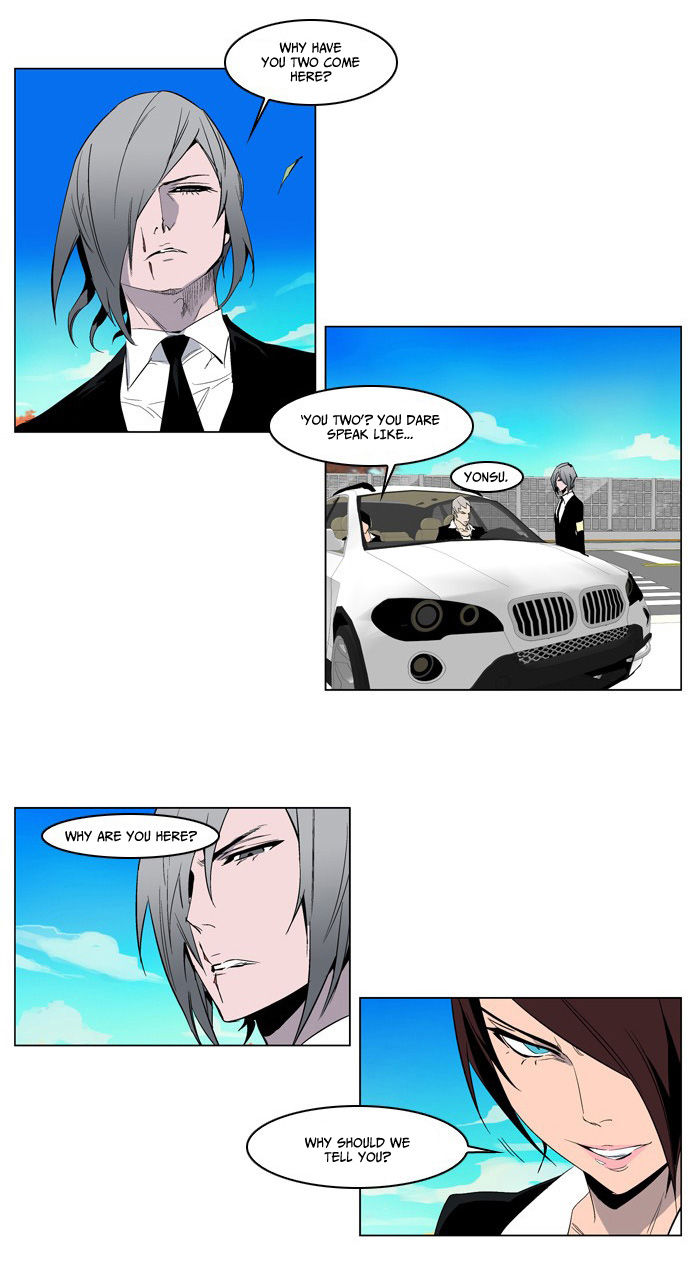 WHY HAVE
YOU TWO COME
HERE?
'YOU TWO'? YOU DARE
SPEAK LIKE...
YONSU.
WHY ARE YOU HERE?
WHY SHOULD WE
TELL YOU?